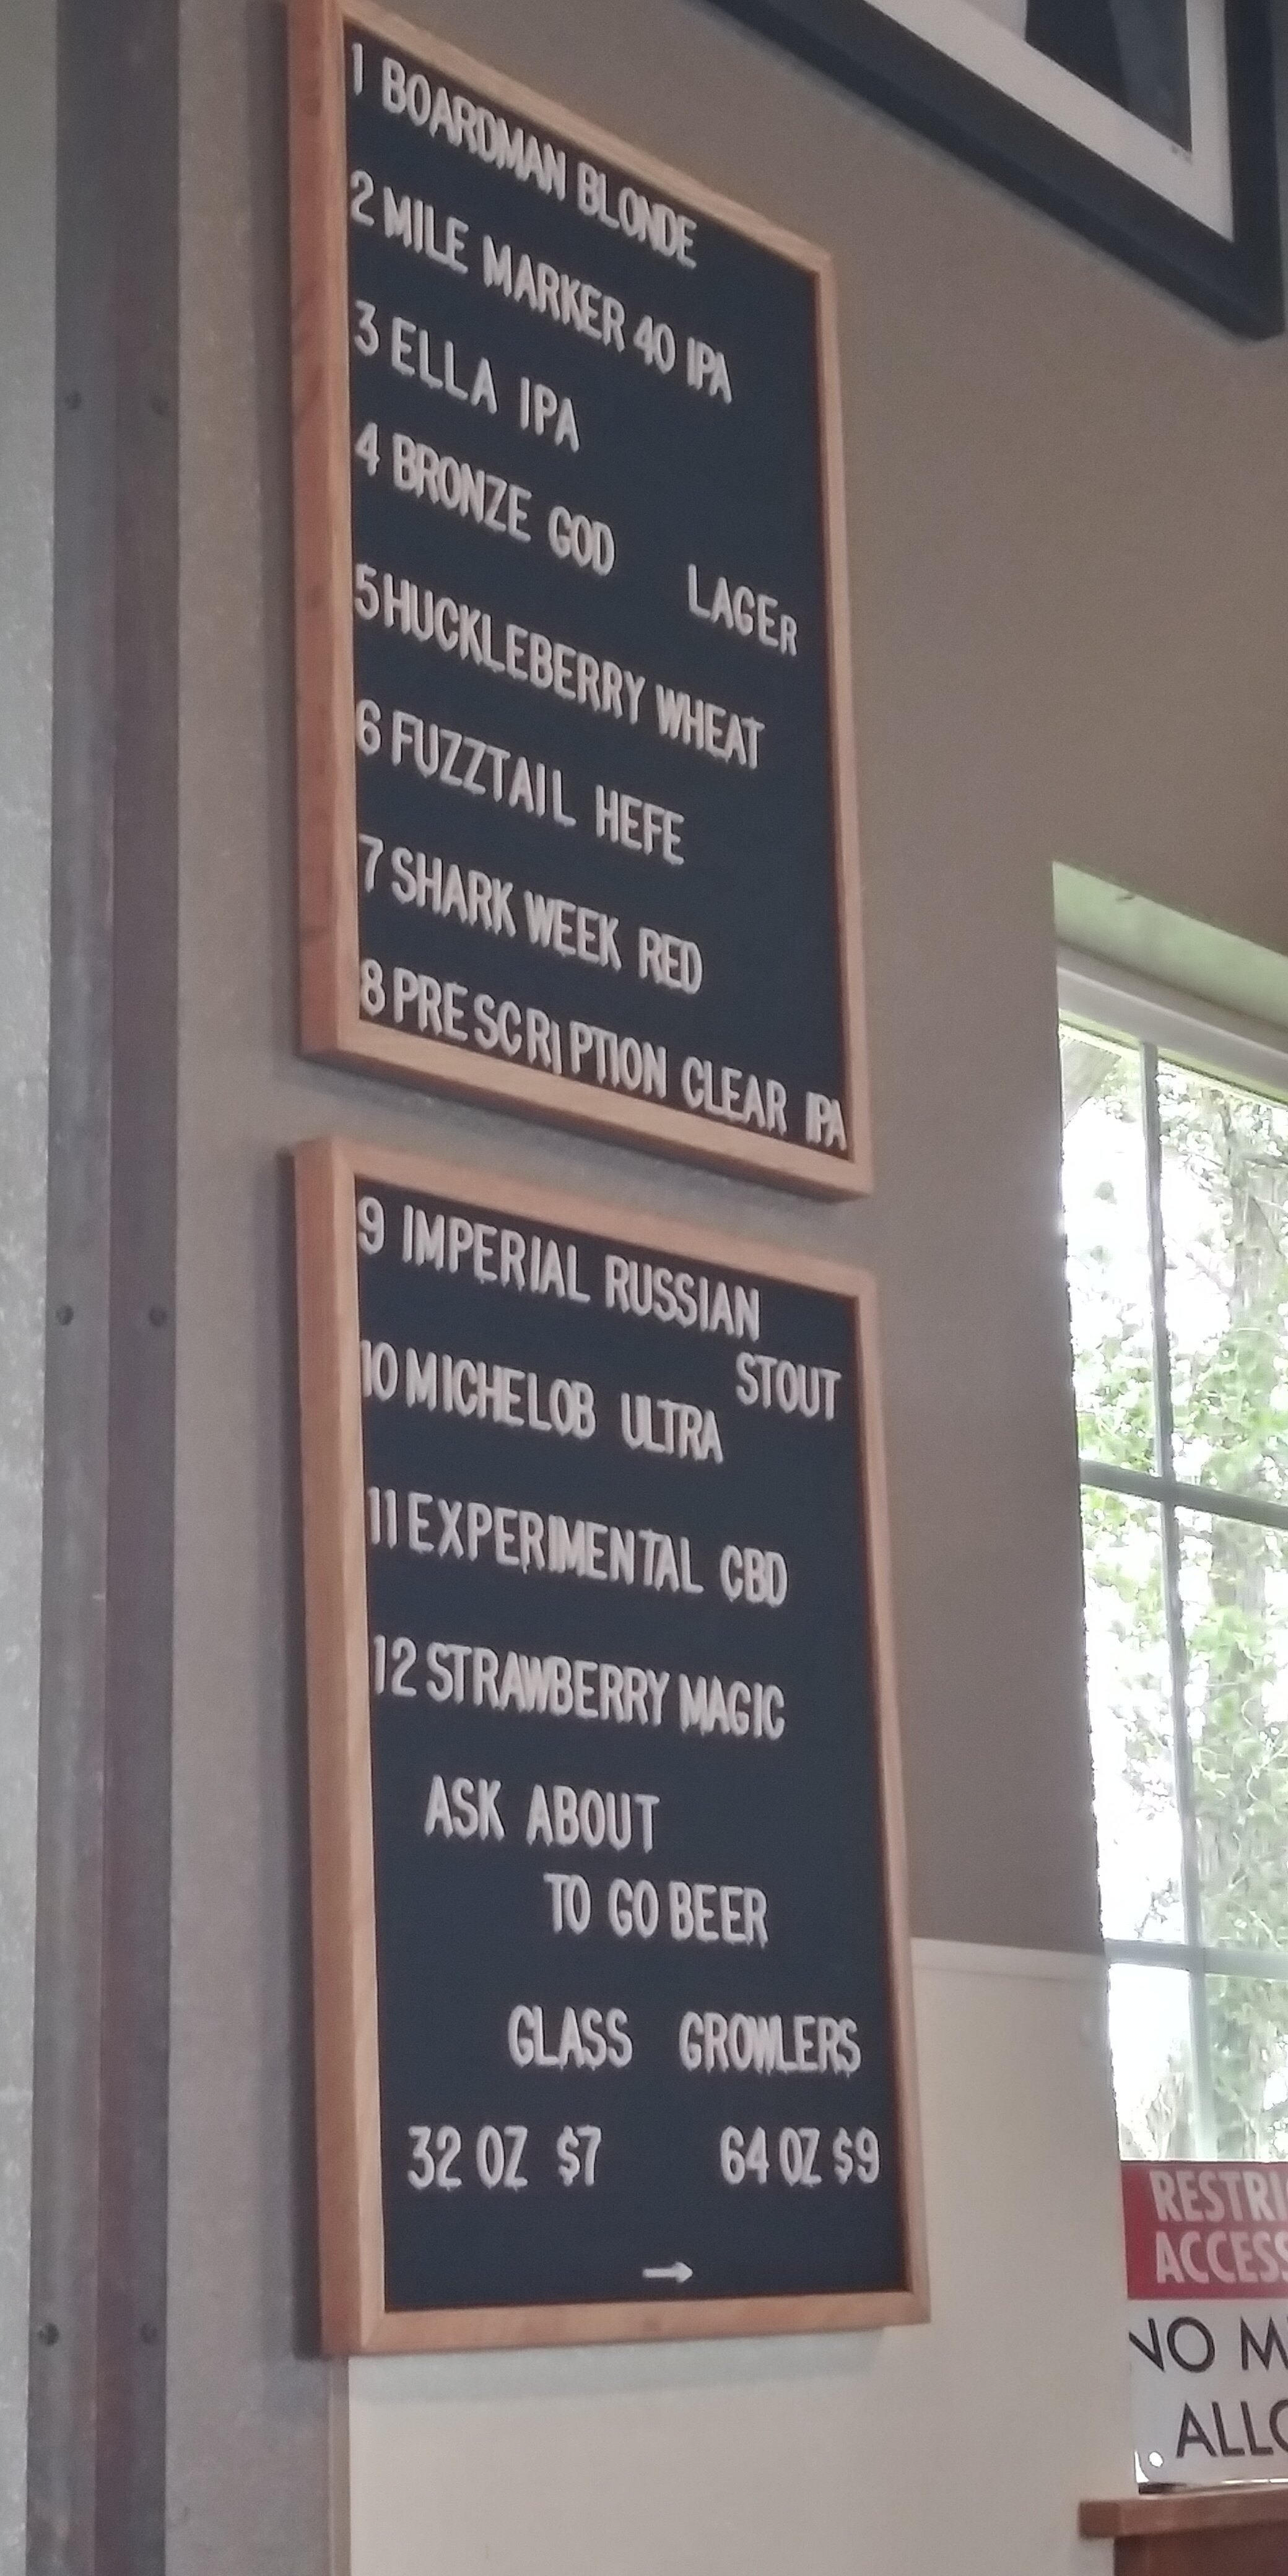 1 BOARDMAN BLONDE
2 MILE MARKER 40 IPA
3 ELLA IPA
4 BRONZE GOD
LAGER
5 HUCKLEBERRY WHEAT
6 FUZZTAIL HEFE
7 SHARK WEEK RED
8 PRESCRIPTION CLEAR IPA
9 IMPERIAL RUSSIAN
STOUT
10 MICHELOB ULTRA
11 EXPERIMENTAL CBD
12 STRAWBERRY MAGIC
ASK ABOUT
TO GO BEER
GLASS GROWLERS
32 OZ $7 64 OZ $9
→
RESTRI
ACCESS
NO M
ALLO